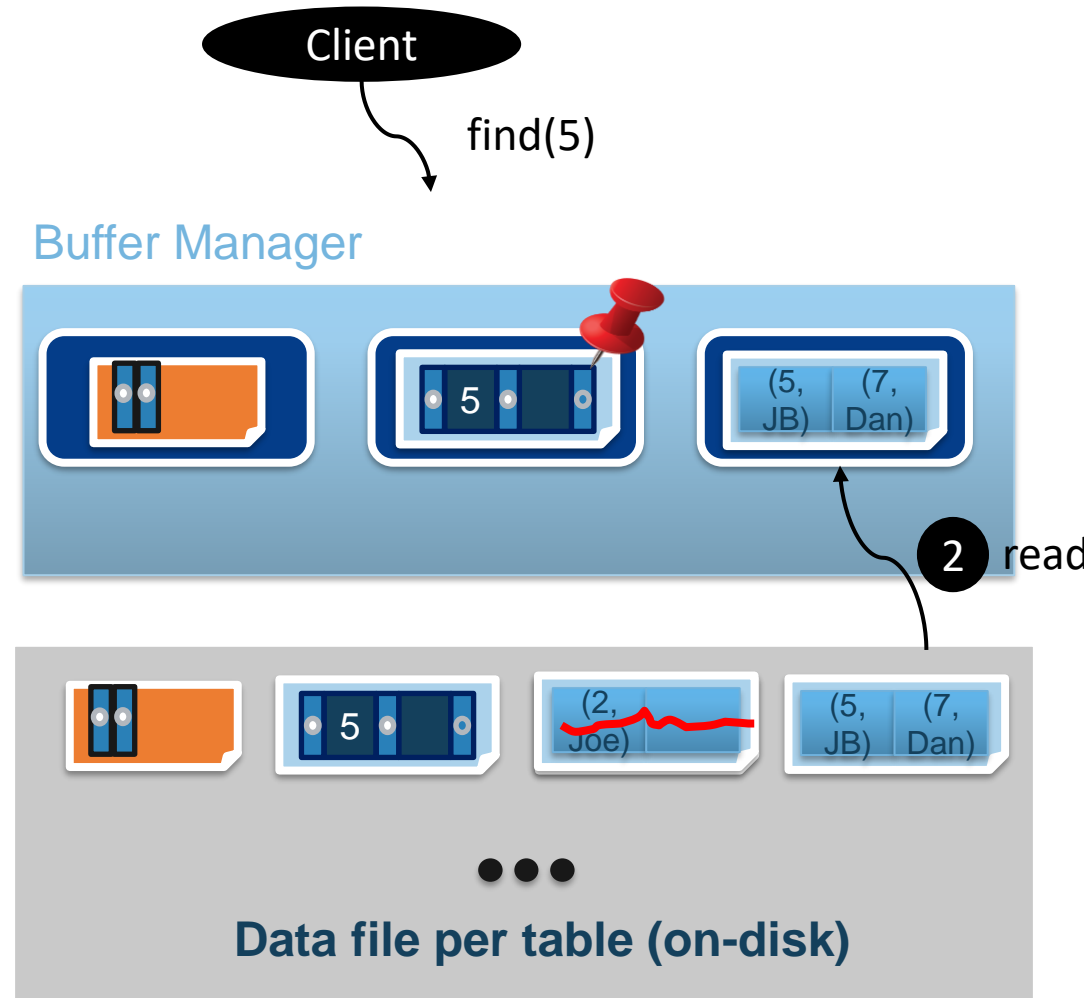 Client
find(5)
Buffer Manager
5
(5,
JB)
(7,
Dan)
2
read
5
(2,
Joe)
(5,
JB)
(7,
Dan)
Data file per table (on-disk)